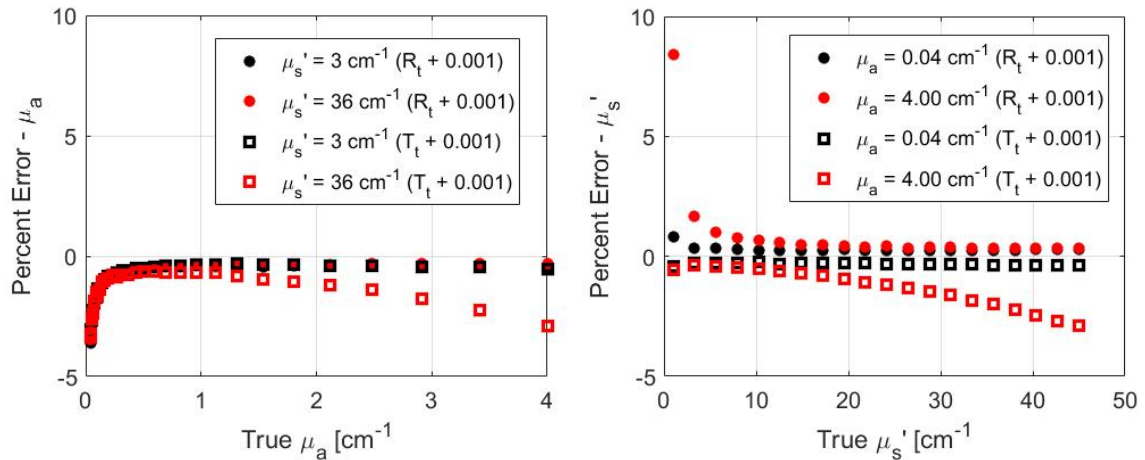 10
5
0
-5
Percent Error - μₐ
μₛ' = 3 cm⁻¹ (Rₜ + 0.001)
μₛ' = 36 cm⁻¹ (Rₜ + 0.001)
μₛ' = 3 cm⁻¹ (Tₜ + 0.001)
μₛ' = 36 cm⁻¹ (Tₜ + 0.001)
0 1 2 3 4
True μₐ [cm⁻¹]
10
5
0
-5
Percent Error - μₛ'
μₐ = 0.04 cm⁻¹ (Rₜ + 0.001)
μₐ = 4.00 cm⁻¹ (Rₜ + 0.001)
μₐ = 0.04 cm⁻¹ (Tₜ + 0.001)
μₐ = 4.00 cm⁻¹ (Tₜ + 0.001)
0 10 20 30 40 50
True μₛ' [cm⁻¹]